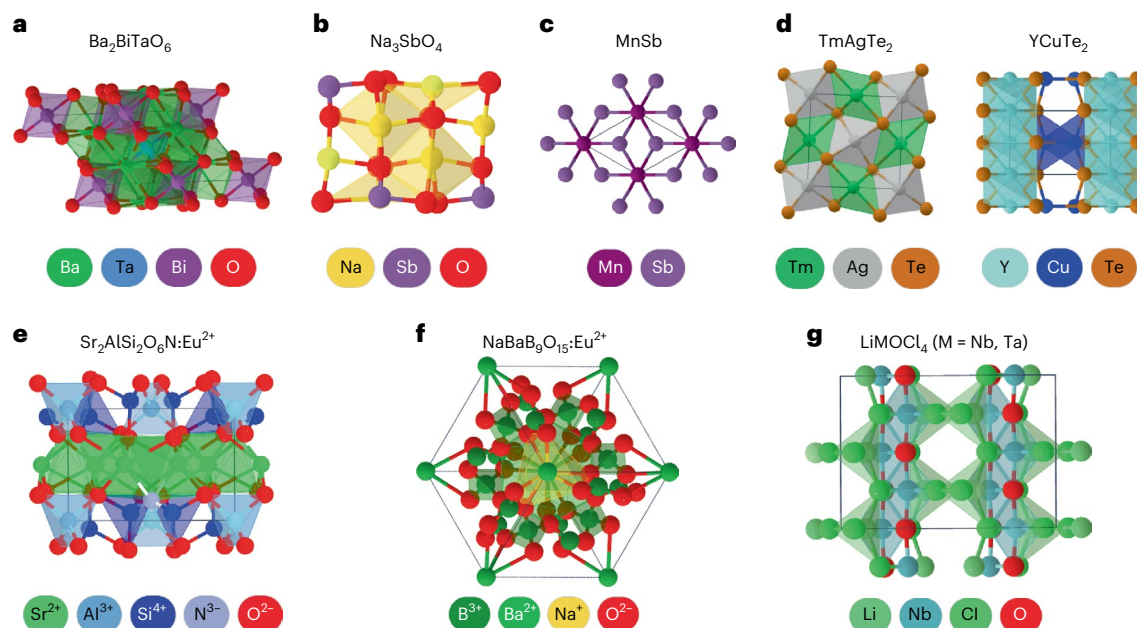 a
Ba₂BiTaO₆
Ba Ta Bi O
b
Na₃SbO₄
Na Sb O
c
MnSb
Mn Sb
d
TmAgTe₂
Tm Ag Te
YCuTe₂
Y Cu Te
e
Sr₂AlSi₂O₆N:Eu²⁺
Sr²⁺ Al³⁺ Si⁴⁺ N³⁻ O²⁻
f
NaBaB₉O₁₅:Eu²⁺
B³⁺ Ba²⁺ Na⁺ O²⁻
g
LiMOCl₄ (M = Nb, Ta)
Li Nb Cl O